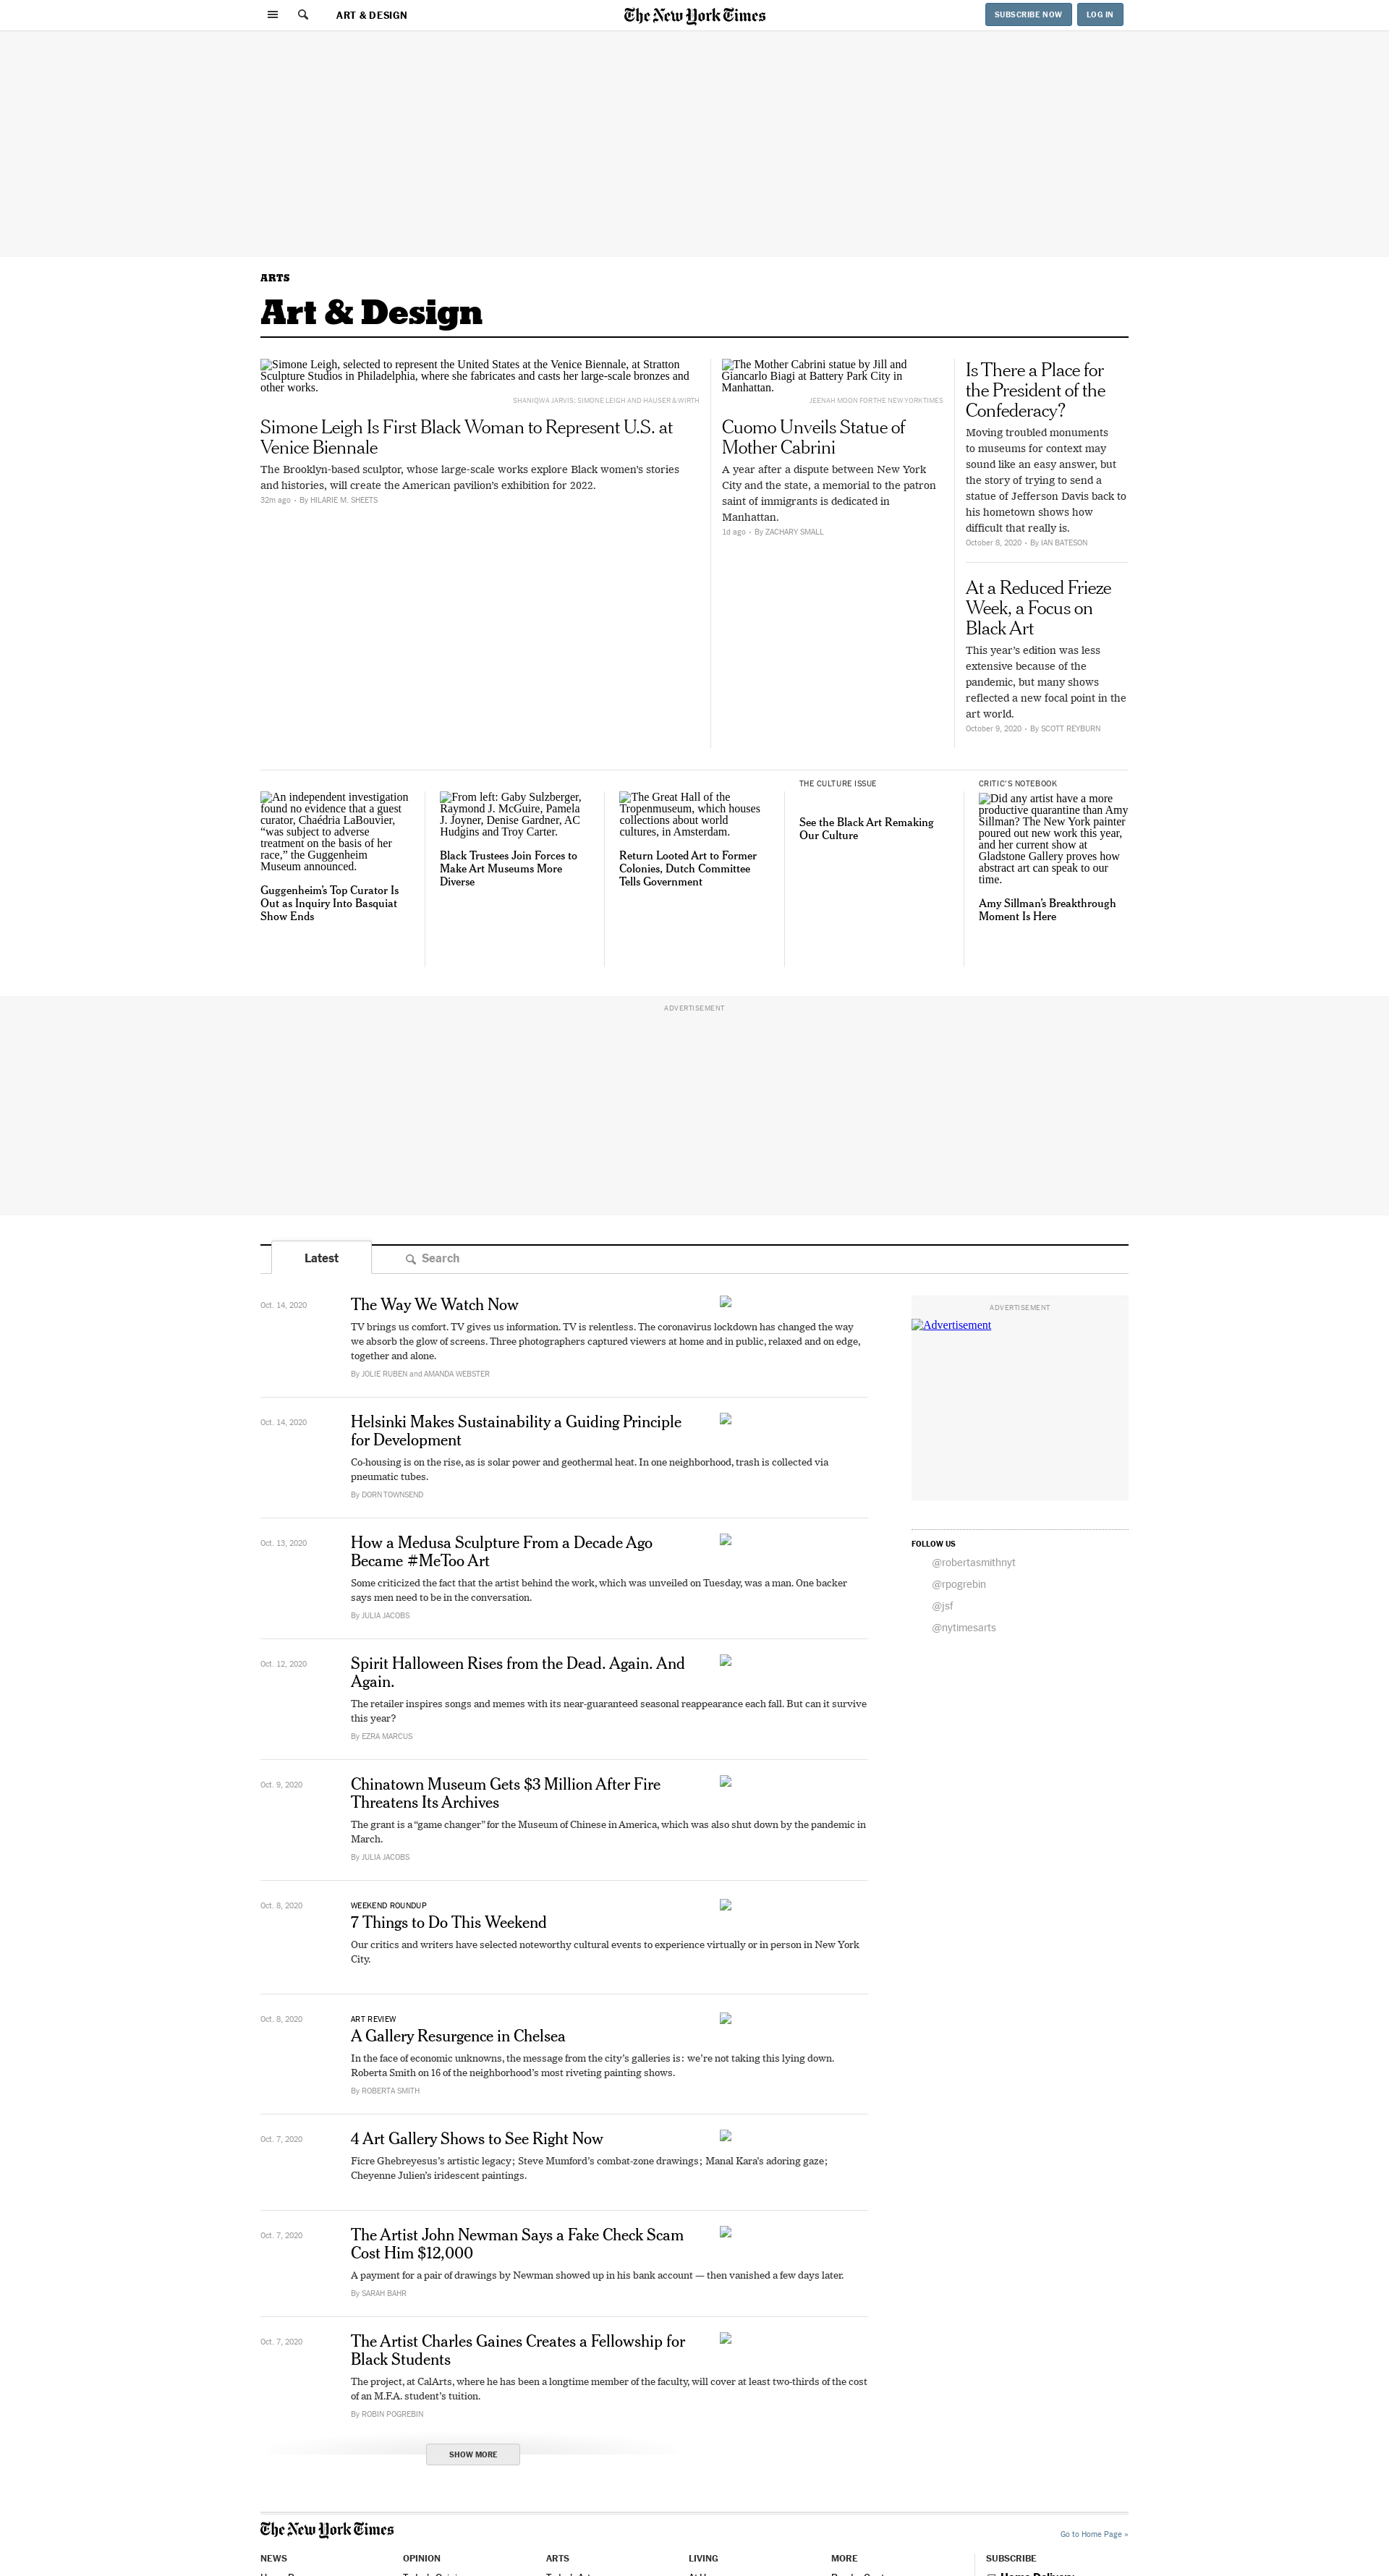 ART & DESIGN
The New York Times
SUBSCRIBE NOW
LOG IN
ARTS
Art & Design
Simone Leigh, selected to represent the United States at the Venice Biennale, at Stratton
Sculpture Studios in Philadelphia, where she fabricates and casts her large-scale bronzes and
other works.
SHANIQWA JARVIS; SIMONE LEIGH AND HAUSER & WIRTH
Simone Leigh Is First Black Woman to Represent U.S. at
Venice Biennale
The Brooklyn-based sculptor, whose large-scale works explore Black women's stories
and histories, will create the American pavilion's exhibition for 2022.
32m ago • By HILARIE M. SHEETS
The Mother Cabrini statue by Jill and
Giancarlo Biagi at Battery Park City in
Manhattan.
JEENAH MOON FOR THE NEW YORK TIMES
Cuomo Unveils Statue of
Mother Cabrini
A year after a dispute between New York
City and the state, a memorial to the patron
saint of immigrants is dedicated in
Manhattan.
1d ago • By ZACHARY SMALL
Is There a Place for
the President of the
Confederacy?
Moving troubled monuments
to museums for context may
sound like an easy answer, but
the story of trying to send a
statue of Jefferson Davis back to
his hometown shows how
difficult that really is.
October 8, 2020 • By IAN BATESON
At a Reduced Frieze
Week, a Focus on
Black Art
This year's edition was less
extensive because of the
pandemic, but many shows
reflected a new focal point in the
art world.
October 9, 2020 • By SCOTT REYBURN
An independent investigation
found no evidence that a guest
curator, Chaédria LaBouvier,
“was subject to adverse
treatment on the basis of her
race,” the Guggenheim
Museum announced.
Guggenheim's Top Curator Is
Out as Inquiry Into Basquiat
Show Ends
From left: Gaby Sulzberger,
Raymond J. McGuire, Pamela
J. Joyner, Denise Gardner, AC
Hudgins and Troy Carter.
Black Trustees Join Forces to
Make Art Museums More
Diverse
The Great Hall of the
Tropenmuseum, which houses
collections about world
cultures, in Amsterdam.
Return Looted Art to Former
Colonies, Dutch Committee
Tells Government
THE CULTURE ISSUE
See the Black Art Remaking
Our Culture
CRITIC'S NOTEBOOK
Did any artist have a more
productive quarantine than Amy
Sillman? The New York painter
poured out new work this year,
and her current show at
Gladstone Gallery proves how
abstract art can speak to our
time.
Amy Sillman's Breakthrough
Moment Is Here
ADVERTISEMENT
Latest
Search
Oct. 14, 2020
The Way We Watch Now
TV brings us comfort. TV gives us information. TV is relentless. The coronavirus lockdown has changed the way
we absorb the glow of screens. Three photographers captured viewers at home and in public, relaxed and on edge,
together and alone.
By JOLIE RUBEN and AMANDA WEBSTER
Oct. 14, 2020
Helsinki Makes Sustainability a Guiding Principle
for Development
Co-housing is on the rise, as is solar power and geothermal heat. In one neighborhood, trash is collected via
pneumatic tubes.
By DORN TOWNSEND
Oct. 13, 2020
How a Medusa Sculpture From a Decade Ago
Became #MeToo Art
Some criticized the fact that the artist behind the work, which was unveiled on Tuesday, was a man. One backer
says men need to be in the conversation.
By JULIA JACOBS
Oct. 12, 2020
Spirit Halloween Rises from the Dead. Again. And
Again.
The retailer inspires songs and memes with its near-guaranteed seasonal reappearance each fall. But can it survive
this year?
By EZRA MARCUS
Oct. 9, 2020
Chinatown Museum Gets $3 Million After Fire
Threatens Its Archives
The grant is a “game changer” for the Museum of Chinese in America, which was also shut down by the pandemic in
March.
By JULIA JACOBS
Oct. 8, 2020
WEEKEND ROUNDUP
7 Things to Do This Weekend
Our critics and writers have selected noteworthy cultural events to experience virtually or in person in New York
City.
Oct. 8, 2020
ART REVIEW
A Gallery Resurgence in Chelsea
In the face of economic unknowns, the message from the city's galleries is: we're not taking this lying down.
Roberta Smith on 16 of the neighborhood's most riveting painting shows.
By ROBERTA SMITH
Oct. 7, 2020
4 Art Gallery Shows to See Right Now
Ficre Ghebreyesus's artistic legacy; Steve Mumford's combat-zone drawings; Manal Kara's adoring gaze;
Cheyenne Julien's iridescent paintings.
Oct. 7, 2020
The Artist John Newman Says a Fake Check Scam
Cost Him $12,000
A payment for a pair of drawings by Newman showed up in his bank account — then vanished a few days later.
By SARAH BAHR
Oct. 7, 2020
The Artist Charles Gaines Creates a Fellowship for
Black Students
The project, at CalArts, where he has been a longtime member of the faculty, will cover at least two-thirds of the cost
of an M.F.A. student's tuition.
By ROBIN POGREBIN
SHOW MORE
ADVERTISEMENT
Advertisement
FOLLOW US
@robertasmithnyt
@rpogrebin
@jsf
@nytimesarts
The New York Times
Go to Home Page »
NEWS
OPINION
ARTS
LIVING
MORE
SUBSCRIBE